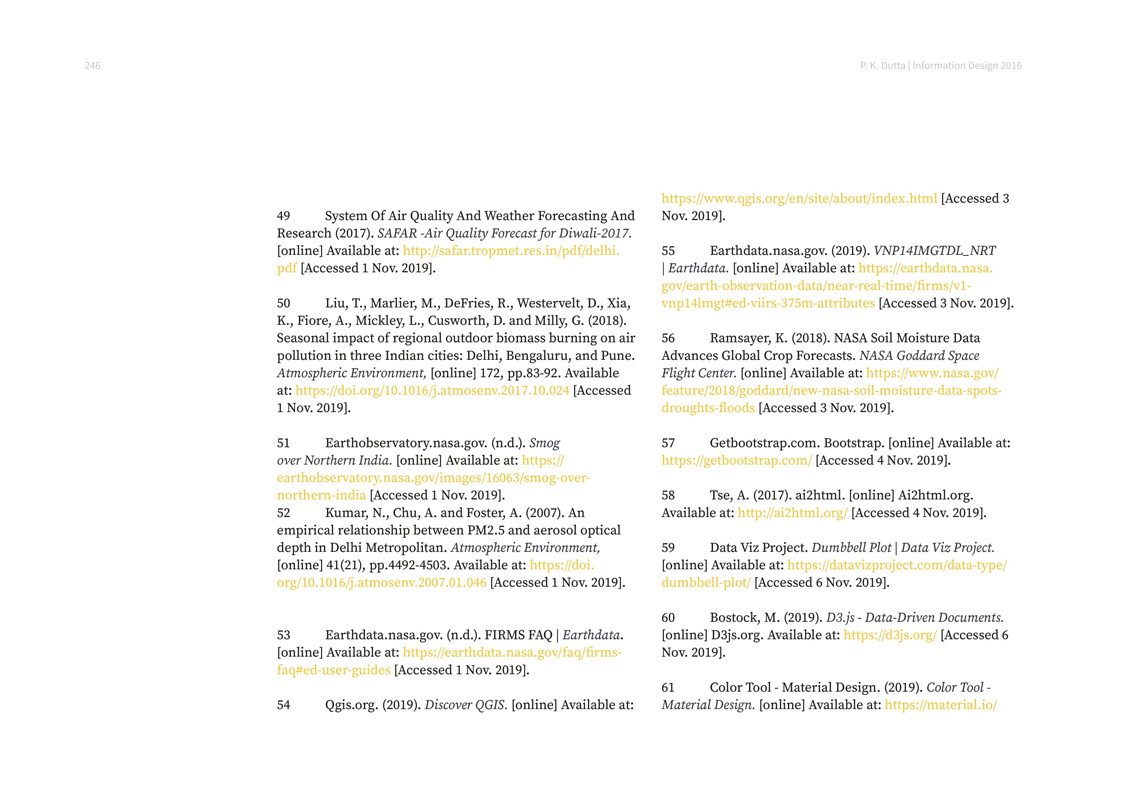 246
P. K. Dutta | Information Design 2016
49 System Of Air Quality And Weather Forecasting And
Research (2017). SAFAR -Air Quality Forecast for Diwali-2017.
[online] Available at: http://safar.tropmet.res.in/pdf/delhi.
pdf [Accessed 1 Nov. 2019].
50 Liu, T., Marlier, M., DeFries, R., Westervelt, D., Xia,
K., Fiore, A., Mickley, L., Cusworth, D. and Milly, G. (2018).
Seasonal impact of regional outdoor biomass burning on air
pollution in three Indian cities: Delhi, Bengaluru, and Pune.
Atmospheric Environment, [online] 172, pp.83-92. Available
at: https://doi.org/10.1016/j.atmosenv.2017.10.024 [Accessed
1 Nov. 2019].
51 Earthobservatory.nasa.gov. (n.d.). Smog
over Northern India. [online] Available at: https://
earthobservatory.nasa.gov/images/16063/smog-over-
northern-india [Accessed 1 Nov. 2019].
52 Kumar, N., Chu, A. and Foster, A. (2007). An
empirical relationship between PM2.5 and aerosol optical
depth in Delhi Metropolitan. Atmospheric Environment,
[online] 41(21), pp.4492-4503. Available at: https://doi.
org/10.1016/j.atmosenv.2007.01.046 [Accessed 1 Nov. 2019].
53 Earthdata.nasa.gov. (n.d.). FIRMS FAQ | Earthdata.
[online] Available at: https://earthdata.nasa.gov/faq/firms-
faq#ed-user-guides [Accessed 1 Nov. 2019].
54 Qgis.org. (2019). Discover QGIS. [online] Available at:
https://www.qgis.org/en/site/about/index.html [Accessed 3
Nov. 2019].
55 Earthdata.nasa.gov. (2019). VNP14IMGTDL_NRT
| Earthdata. [online] Available at: https://earthdata.nasa.
gov/earth-observation-data/near-real-time/firms/v1-
vnp14imgt#ed-viirs-375m-attributes [Accessed 3 Nov. 2019].
56 Ramsayer, K. (2018). NASA Soil Moisture Data
Advances Global Crop Forecasts. NASA Goddard Space
Flight Center. [online] Available at: https://www.nasa.gov/
feature/2018/goddard/new-nasa-soil-moisture-data-spots-
droughts-floods [Accessed 3 Nov. 2019].
57 Getbootstrap.com. Bootstrap. [online] Available at:
https://getbootstrap.com/ [Accessed 4 Nov. 2019].
58 Tse, A. (2017). ai2html. [online] Ai2html.org.
Available at: http://ai2html.org/ [Accessed 4 Nov. 2019].
59 Data Viz Project. Dumbbell Plot | Data Viz Project.
[online] Available at: https://datavizproject.com/data-type/
dumbbell-plot/ [Accessed 6 Nov. 2019].
60 Bostock, M. (2019). D3.js - Data-Driven Documents.
[online] D3js.org. Available at: https://d3js.org/ [Accessed 6
Nov. 2019].
61 Color Tool - Material Design. (2019). Color Tool -
Material Design. [online] Available at: https://material.io/